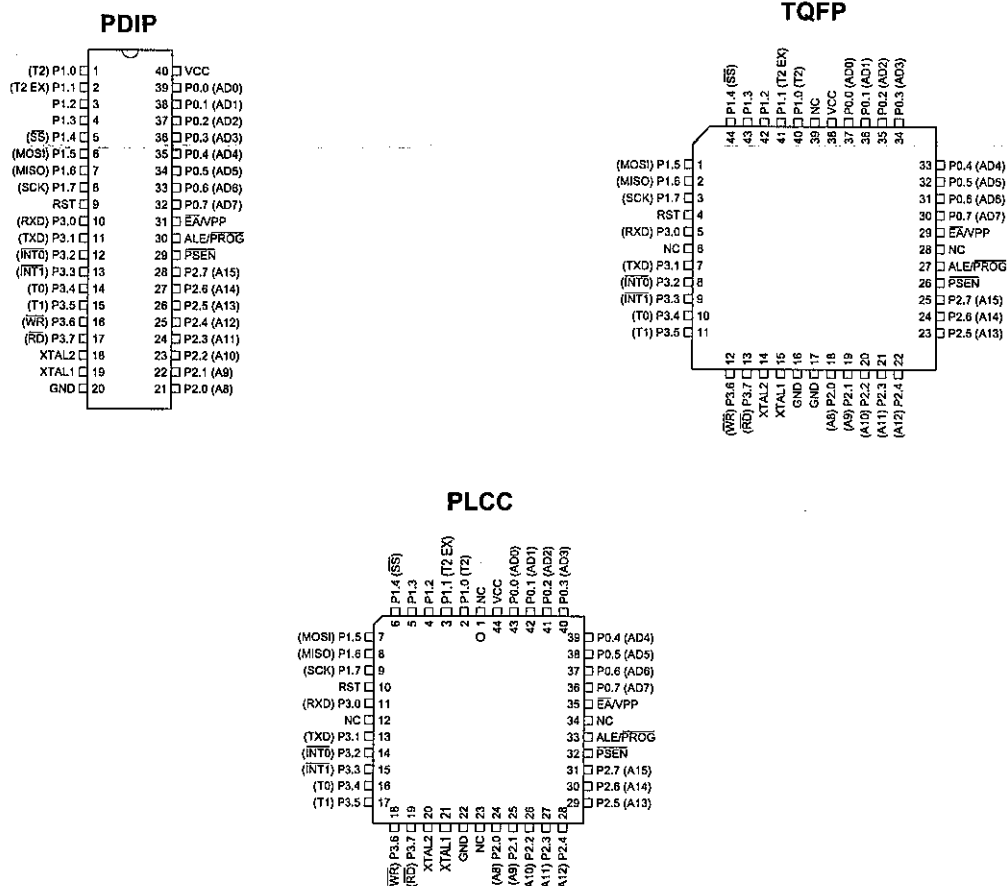 PDIP
(T2) P1.0 1 40 VCC
(T2 EX) P1.1 2 39 P0.0 (AD0)
P1.2 3 38 P0.1 (AD1)
P1.3 4 37 P0.2 (AD2)
(SS) P1.4 5 36 P0.3 (AD3)
(MOSI) P1.5 6 35 P0.4 (AD4)
(MISO) P1.6 7 34 P0.5 (AD5)
(SCK) P1.7 8 33 P0.6 (AD6)
RST 9 32 P0.7 (AD7)
(RXD) P3.0 10 31 EA/VPP
(TXD) P3.1 11 30 ALE/PROG
(INT0) P3.2 12 29 PSEN
(INT1) P3.3 13 28 P2.7 (A15)
(T0) P3.4 14 27 P2.6 (A14)
(T1) P3.5 15 26 P2.5 (A13)
(WR) P3.6 16 25 P2.4 (A12)
(RD) P3.7 17 24 P2.3 (A11)
XTAL2 18 23 P2.2 (A10)
XTAL1 19 22 P2.1 (A9)
GND 20 21 P2.0 (A8)
TQFP
44 P1.4 (SS)
43 P1.3
42 P1.2
41 P1.1 (T2 EX)
40 P1.0 (T2)
39 NC
38 VCC
37 P0.0 (AD0)
36 P0.1 (AD1)
35 P0.2 (AD2)
34 P0.3 (AD3)
(MOSI) P1.5 1 33 P0.4 (AD4)
(MISO) P1.6 2 32 P0.5 (AD5)
(SCK) P1.7 3 31 P0.6 (AD6)
RST 4 30 P0.7 (AD7)
(RXD) P3.0 5 29 EA/VPP
NC 6 28 NC
(TXD) P3.1 7 27 ALE/PROG
(INT0) P3.2 8 26 PSEN
(INT1) P3.3 9 25 P2.7 (A15)
(T0) P3.4 10 24 P2.6 (A14)
(T1) P3.5 11 23 P2.5 (A13)
(WR) P3.6 12
(RD) P3.7 13
XTAL2 14
XTAL1 15
GND 16
GND 17
(A8) P2.0 18
(A9) P2.1 19
(A10) P2.2 20
(A11) P2.3 21
(A12) P2.4 22
PLCC
6 P1.4 (SS)
5 P1.3
4 P1.2
3 P1.1 (T2 EX)
2 P1.0 (T2)
1 NC
44 VCC
43 P0.0 (AD0)
42 P0.1 (AD1)
41 P0.2 (AD2)
40 P0.3 (AD3)
(MOSI) P1.5 7 39 P0.4 (AD4)
(MISO) P1.6 8 38 P0.5 (AD5)
(SCK) P1.7 9 37 P0.6 (AD6)
RST 10 36 P0.7 (AD7)
(RXD) P3.0 11 35 EA/VPP
NC 12 34 NC
(TXD) P3.1 13 33 ALE/PROG
(INT0) P3.2 14 32 PSEN
(INT1) P3.3 15 31 P2.7 (A15)
(T0) P3.4 16 30 P2.6 (A14)
(T1) P3.5 17 29 P2.5 (A13)
(WR) P3.6 18
(RD) P3.7 19
XTAL2 20
XTAL1 21
GND 22
NC 23
(A8) P2.0 24
(A9) P2.1 25
(A10) P2.2 26
(A11) P2.3 27
(A12) P2.4 28